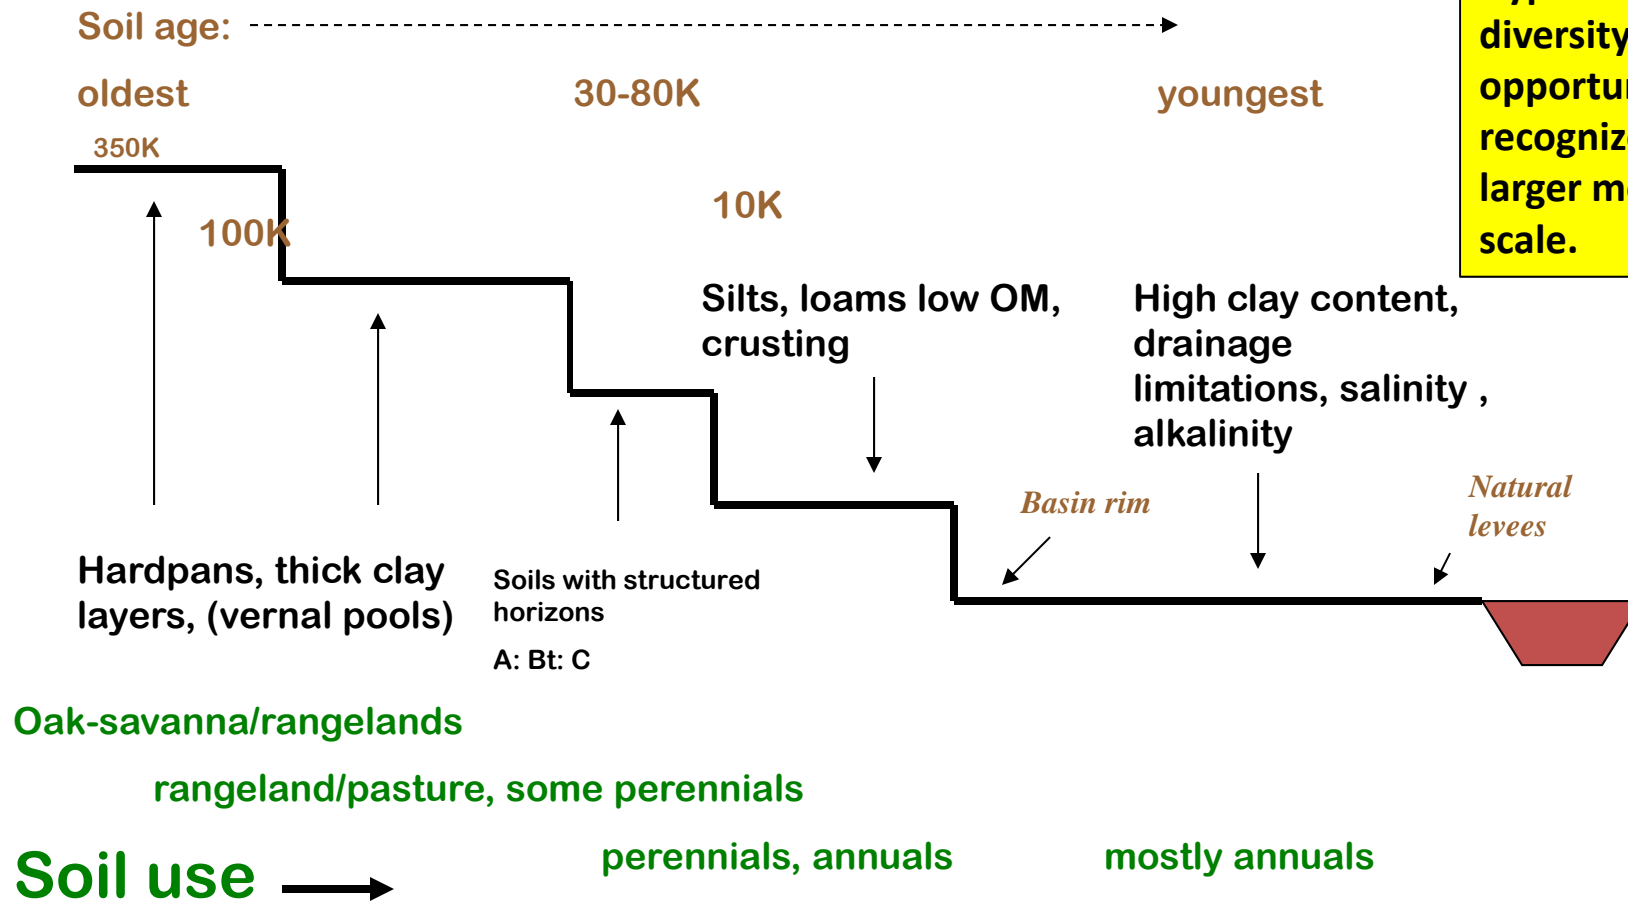 Soil age:
oldest
30-80K
youngest
350K
100K
10K
diversity
recogniz
larger m
scale.
Silts, loams low OM,
crusting
High clay content,
drainage
limitations, salinity ,
alkalinity
Basin rim
Natural
levees
Hardpans, thick clay
layers, (vernal pools)
Soils with structured
horizons
A: Bt: C
Oak-savanna/rangelands
rangeland/pasture, some perennials
perennials, annuals
mostly annuals
Soil use